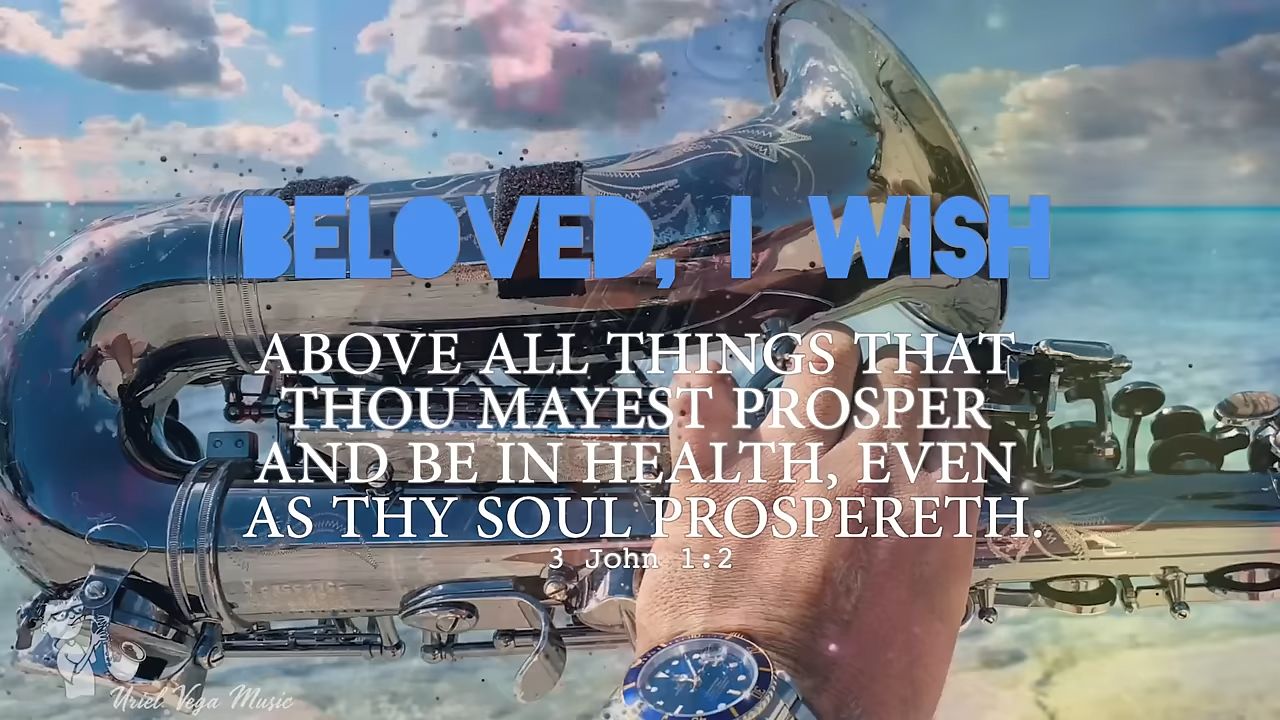 BELOVED, I WISH
ABOVE ALL THINGS THAT
THOU MAYEST PROSPER
AND BE IN HEALTH, EVEN
AS THY SOUL PROSPERETH.
3 John 1:2
Uriel Vega Music